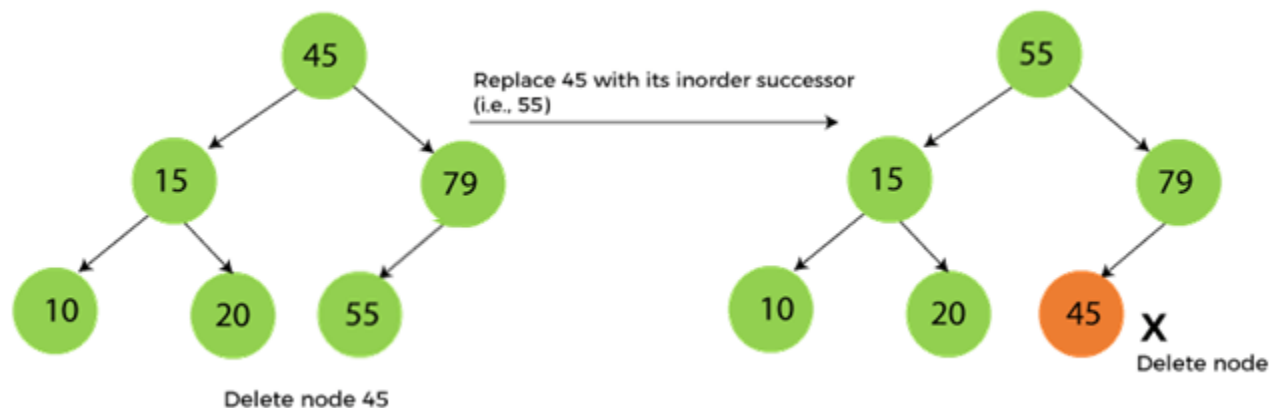 45
55
Replace 45 with its inorder successor
(i.e., 55)
15
79
15
79
10
20
55
10
20
45
X
Delete node
Delete node 45